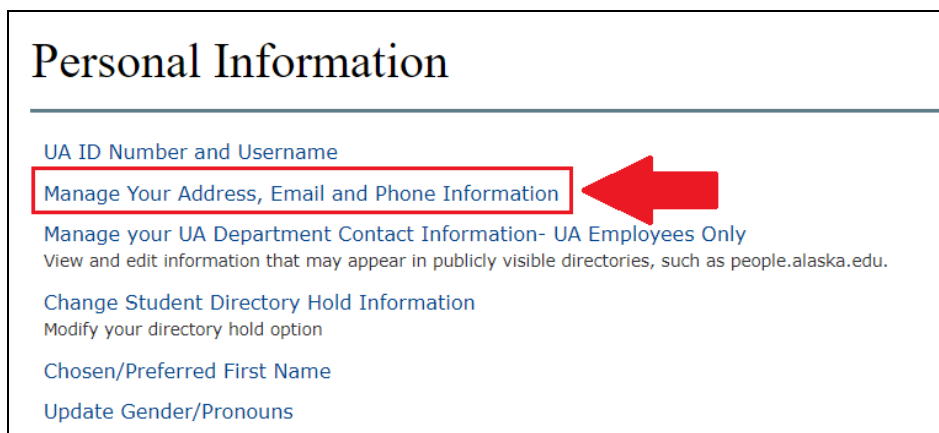 Personal Information
UA ID Number and Username
Manage Your Address, Email and Phone Information
Manage your UA Department Contact Information- UA Employees Only
View and edit information that may appear in publicly visible directories, such as people.alaska.edu.
Change Student Directory Hold Information
Modify your directory hold option
Chosen/Preferred First Name
Update Gender/Pronouns